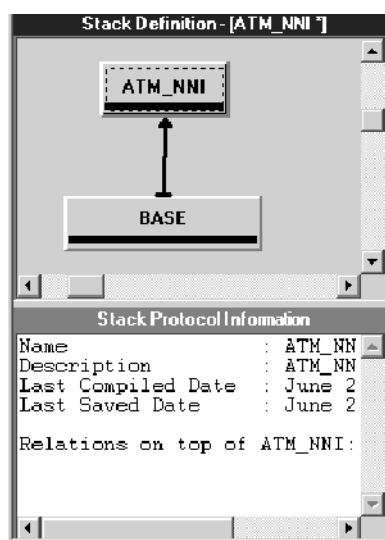 Stack Definition - [ATM_NNI *]
ATM_NNI
BASE
Stack Protocol Information
Name : ATM_NN
Description : ATM_NN
Last Compiled Date : June 2
Last Saved Date : June 2
Relations on top of ATM_NNI: